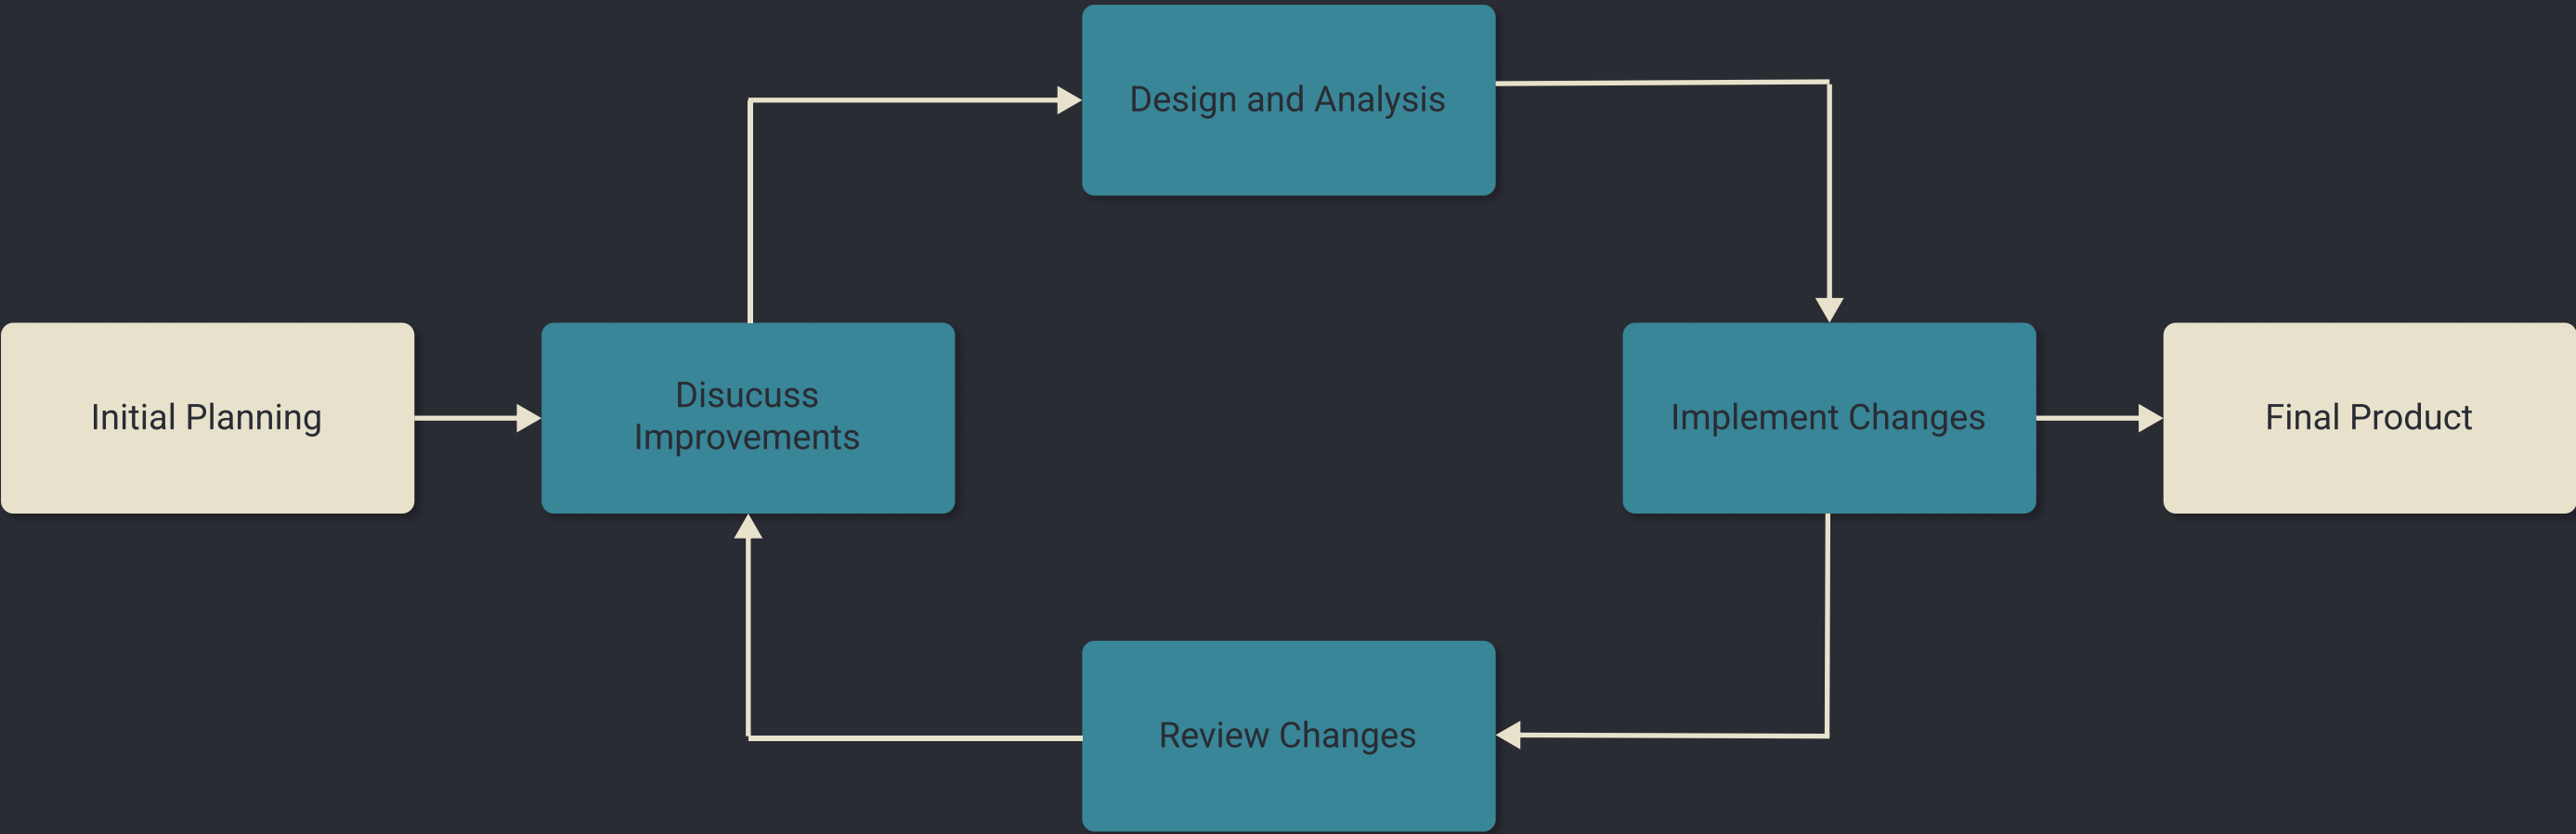 Design and Analysis
Initial Planning
Disucuss
Improvements
Implement Changes
Final Product
Review Changes